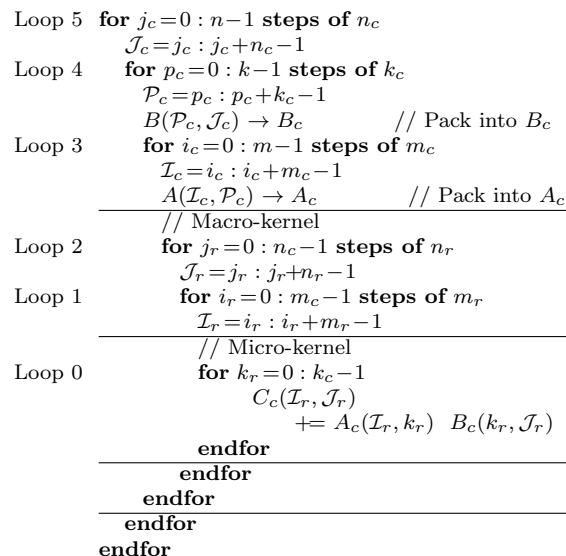 Loop 5 for j_c=0 : n−1 steps of n_c
𝒥_c=j_c : j_c+n_c−1
Loop 4 for p_c=0 : k−1 steps of k_c
𝒫_c=p_c : p_c+k_c−1
B(𝒫_c, 𝒥_c) → B_c // Pack into B_c
Loop 3 for i_c=0 : m−1 steps of m_c
ℐ_c=i_c : i_c+m_c−1
A(ℐ_c, 𝒫_c) → A_c // Pack into A_c
// Macro-kernel
Loop 2 for j_r=0 : n_c−1 steps of n_r
𝒥_r=j_r : j_r+n_r−1
Loop 1 for i_r=0 : m_c−1 steps of m_r
ℐ_r=i_r : i_r+m_r−1
// Micro-kernel
Loop 0 for k_r=0 : k_c−1
C_c(ℐ_r, 𝒥_r)
+= A_c(ℐ_r, k_r) B_c(k_r, 𝒥_r)
endfor
endfor
endfor
endfor
endfor